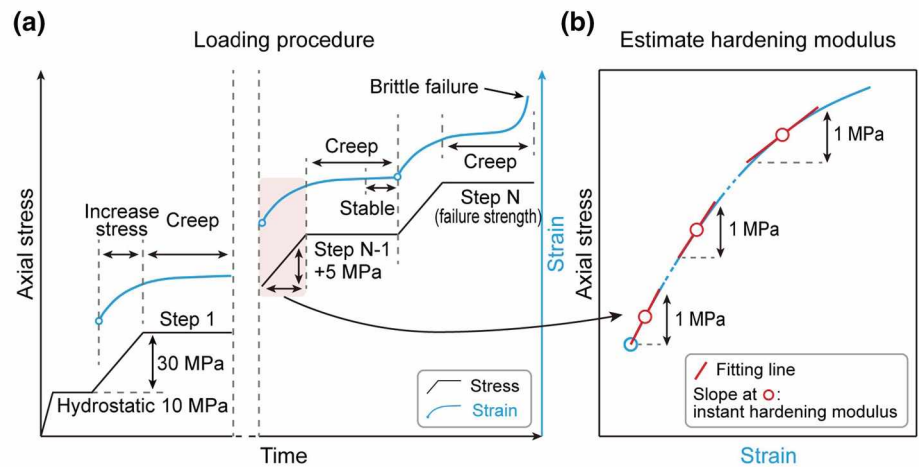 (a)
Loading procedure
Brittle failure
Creep
Creep
Stable
Increase
stress
Creep
Step N
(failure strength)
Step N-1
+5 MPa
Step 1
30 MPa
Hydrostatic 10 MPa
Stress
Strain
Axial stress
Strain
Time
(b)
Estimate hardening modulus
1 MPa
1 MPa
1 MPa
Fitting line
Slope at :
instant hardening modulus
Axial stress
Strain